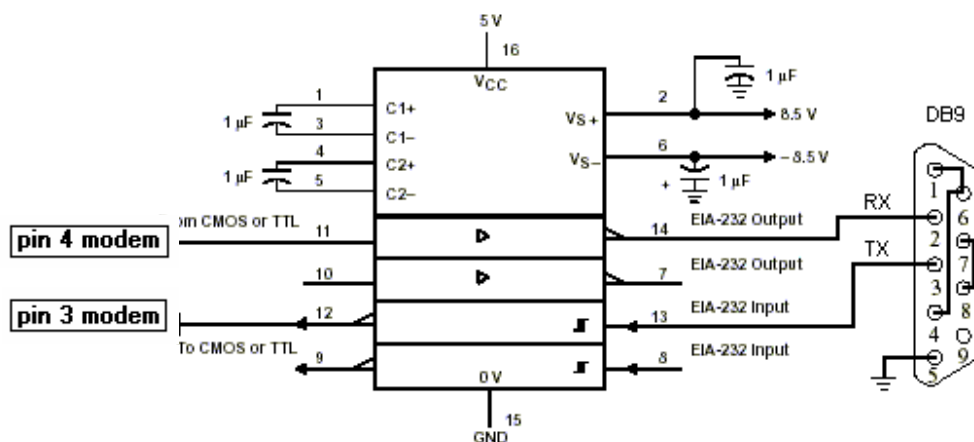 5 V
16
VCC
1
C1+
1 µF
3
C1–
4
C2+
1 µF
5
C2–
2
VS+
1 µF
8.5 V
6
VS–
– 8.5 V
+
1 µF
DB9
om CMOS or TTL
pin 4 modem
11
14
EIA-232 Output
RX
10
7
EIA-232 Output
TX
pin 3 modem
12
13
EIA-232 Input
To CMOS or TTL
9
8
EIA-232 Input
0 V
15
GND
1
6
2
7
3
8
4
9
5